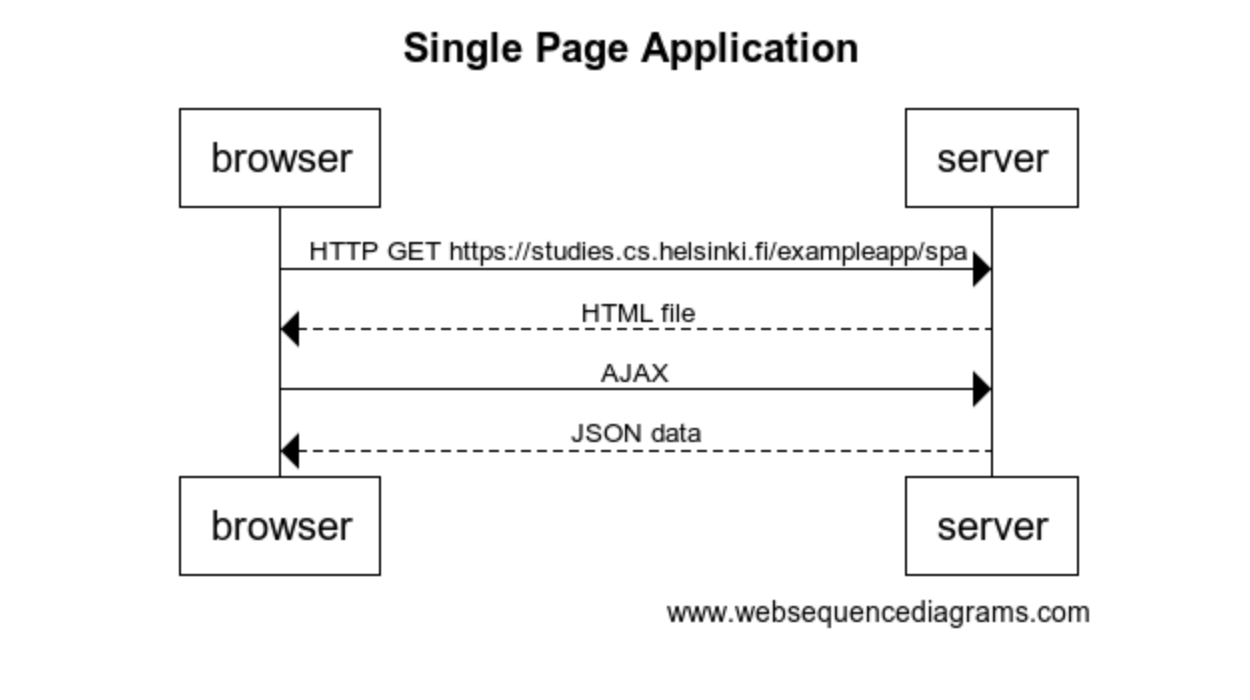 Single Page Application
browser
server
HTTP GET https://studies.cs.helsinki.fi/exampleapp/spa
HTML file
AJAX
JSON data
browser
server
www.websequencediagrams.com